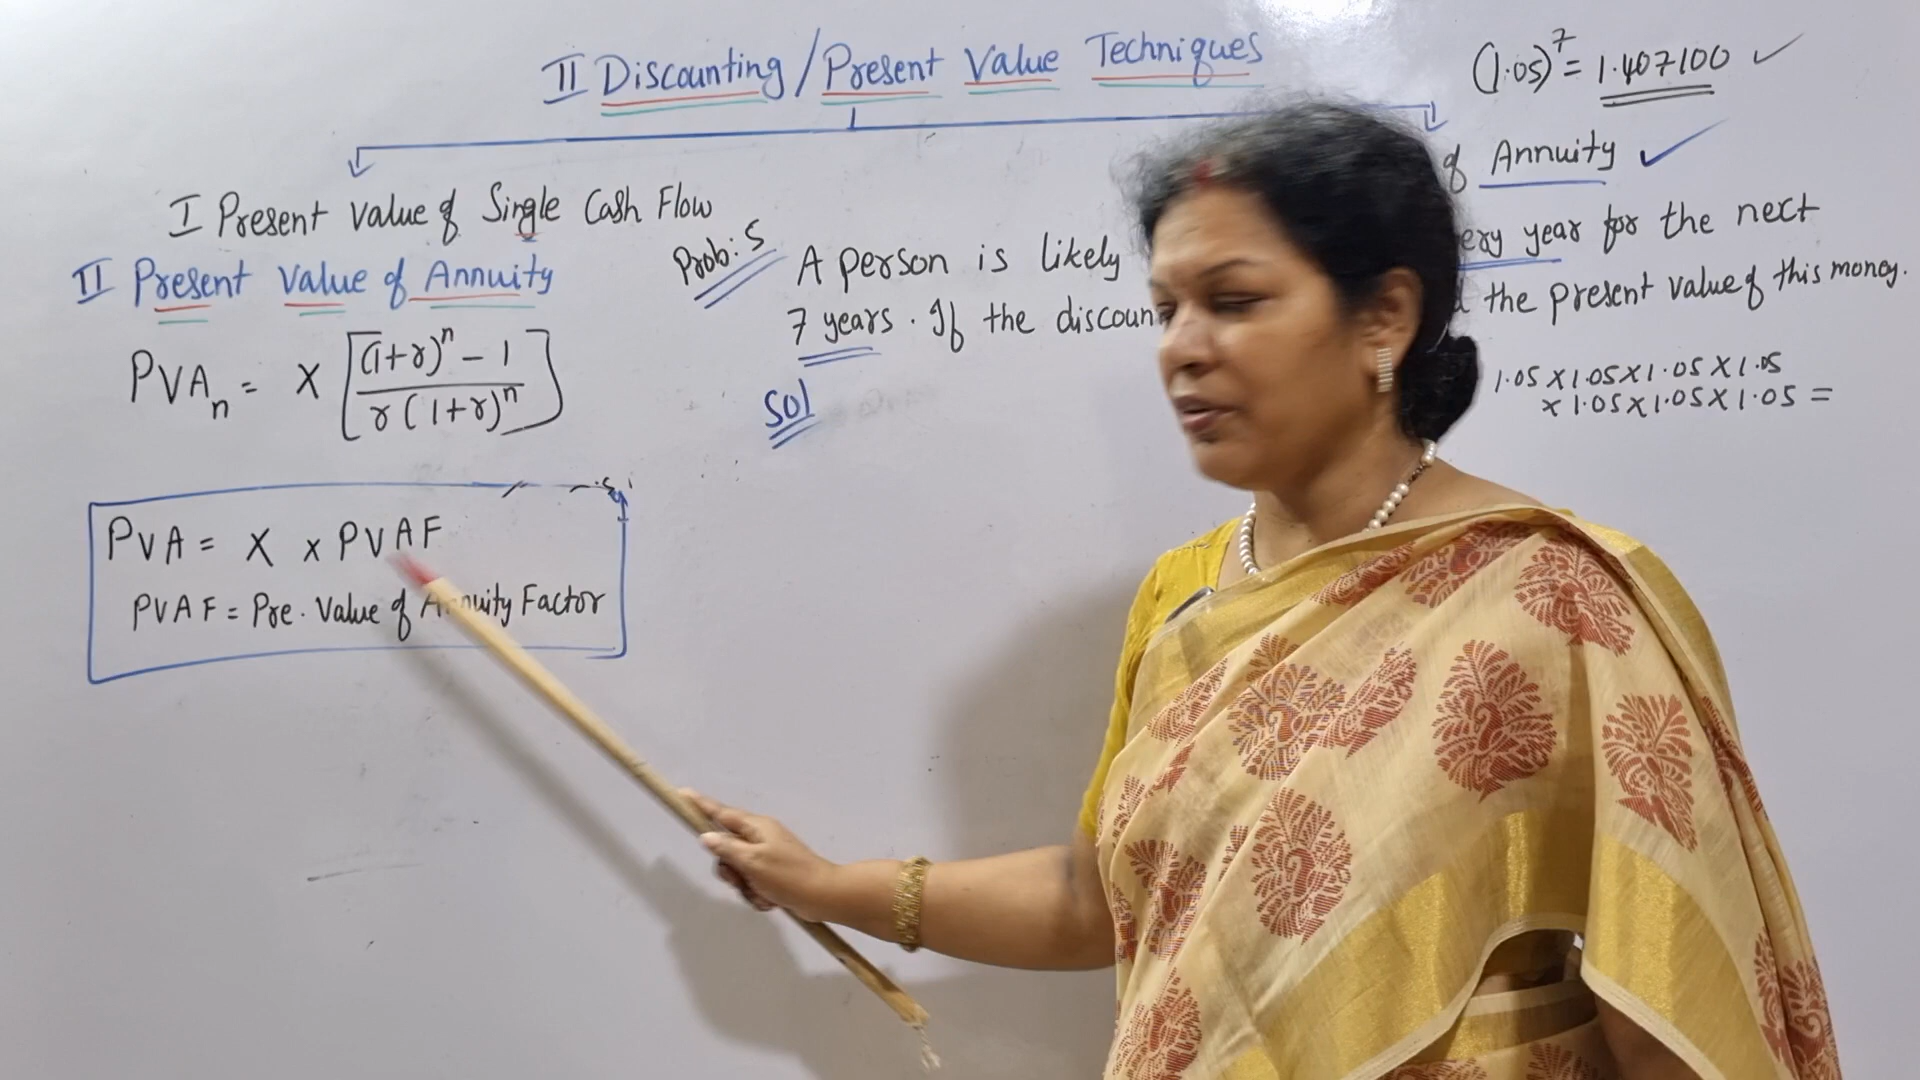 II Discounting / Present Value Techniques
(1.05)^7 = 1.407100 ✓
I Present Value of Single Cash Flow
of Annuity ✓
II Present Value of Annuity
PVA_n = X [ (1+r)^n - 1 / r (1+r)^n ]
PVA = X x PVAF
PVAF = Pre. Value of Annuity Factor
Prob: 5
A person is likely ery year for the next
7 years. If the discoun the present value of this money.
Sol
1.05 x 1.05 x 1.05 x 1.05
x 1.05 x 1.05 x 1.05 =